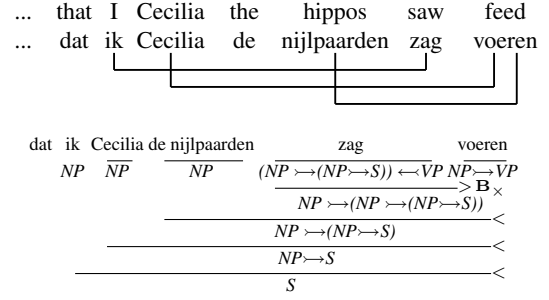 ... that I Cecilia the hippos saw feed
... dat ik Cecilia de nijlpaarden zag voeren
dat ik Cecilia de nijlpaarden zag voeren
NP NP NP (NP ↣(NP↣S)) ↢VP NP↣VP
> B×
NP ↣(NP ↣(NP↣S))
<
NP ↣(NP↣S)
<
NP↣S
<
S